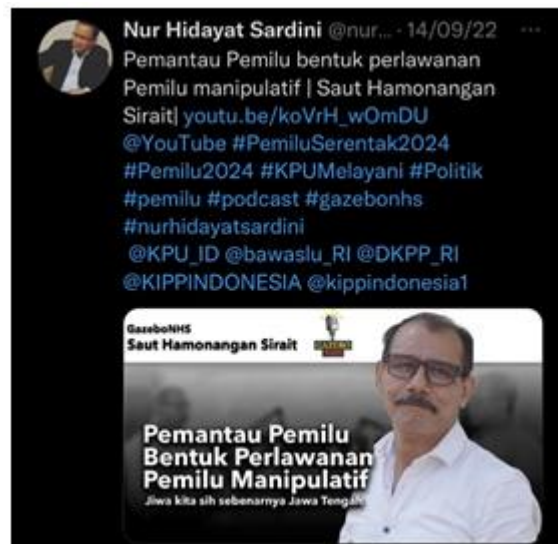 Nur Hidayat Sardini @nur... · 14/09/22 ...
Pemantau Pemilu bentuk perlawanan
Pemilu manipulatif | Saut Hamonangan
Sirait| youtu.be/koVrH_wOmDU
@YouTube #PemiluSerentak2024
#Pemilu2024 #KPUMelayani #Politik
#pemilu #podcast #gazebonhs
#nurhidayatsardini
@KPU_ID @bawaslu_RI @DKPP_RI
@KIPPINDONESIA @kippindonesia1
GazeboNHS
Saut Hamonangan Sirait
GAZEBO
Pemantau Pemilu
Bentuk Perlawanan
Pemilu Manipulatif
Jiwa kita sih sebenarnya Jawa Tengah